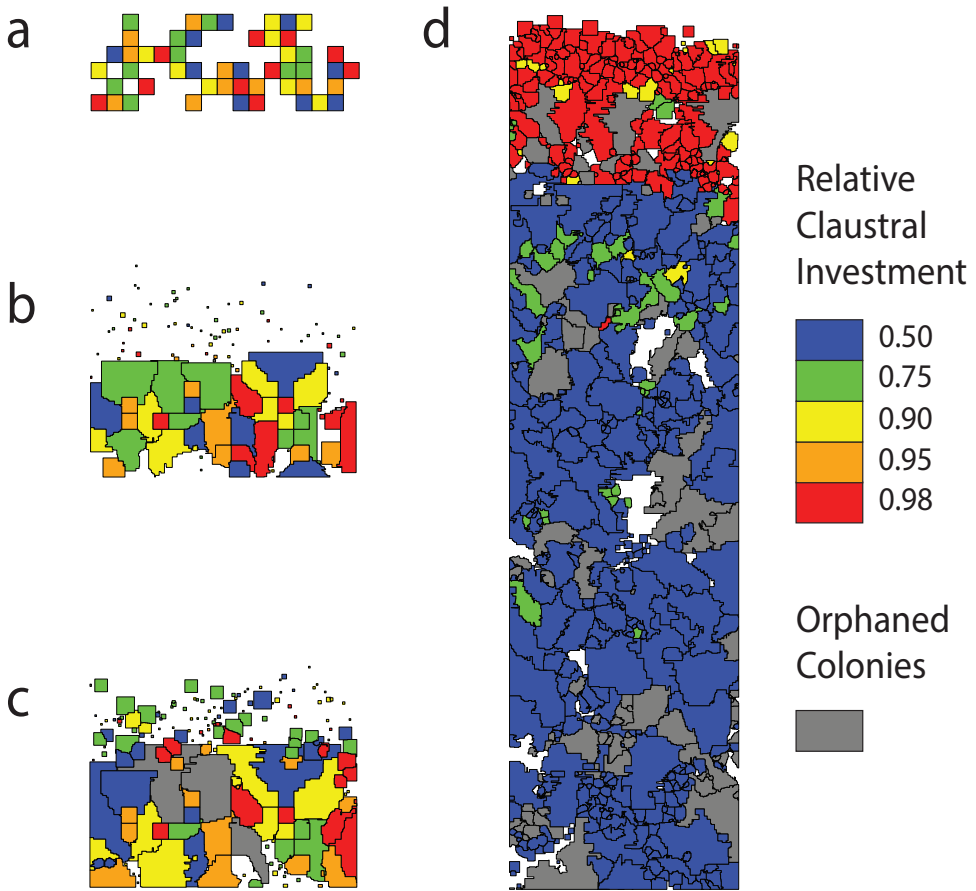 a
b
c
d
Relative
Claustral
Investment
0.50
0.75
0.90
0.95
0.98
Orphaned
Colonies